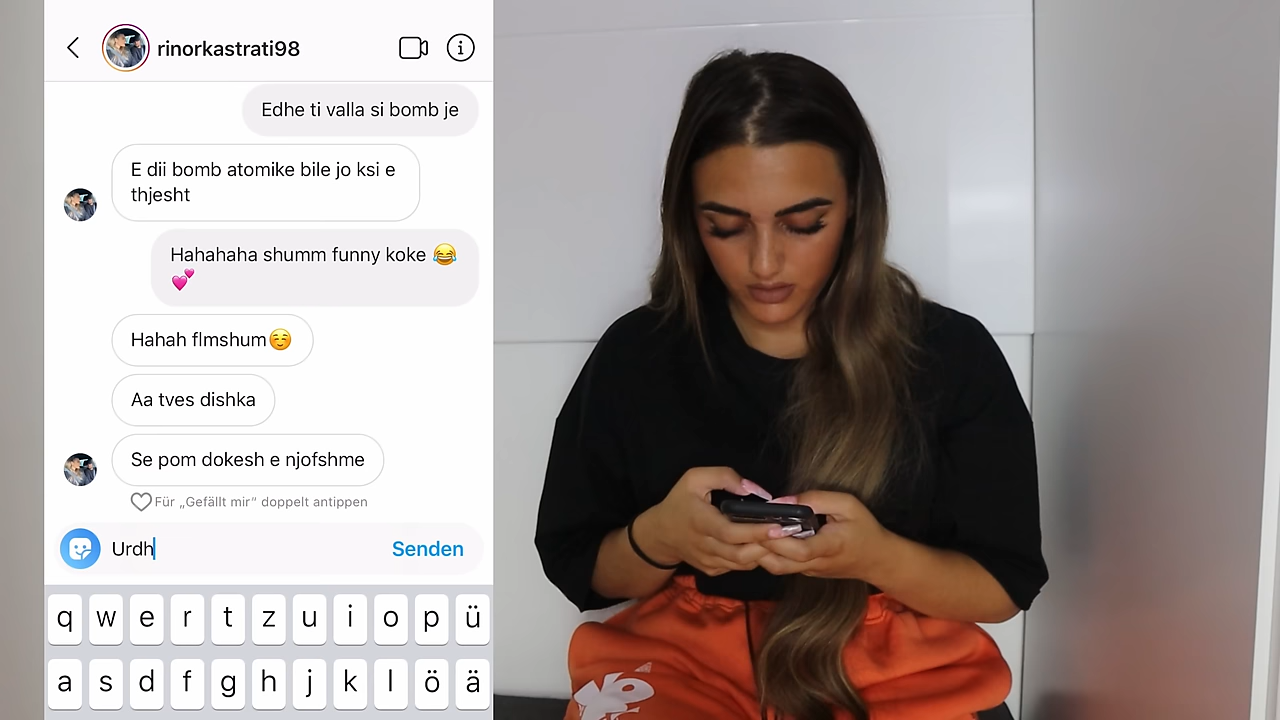 rinorkastrati98
Edhe ti valla si bomb je
E dii bomb atomike bile jo ksi e
thjesht
Hahahaha shumm funny koke 😂
💕
Hahah flmshum☺️
Aa tves dishka
Se pom dokesh e njofshme
Für „Gefällt mir“ doppelt antippen
Urdh
Senden
q w e r t z u i o p ü
a s d f g h j k l ö ä